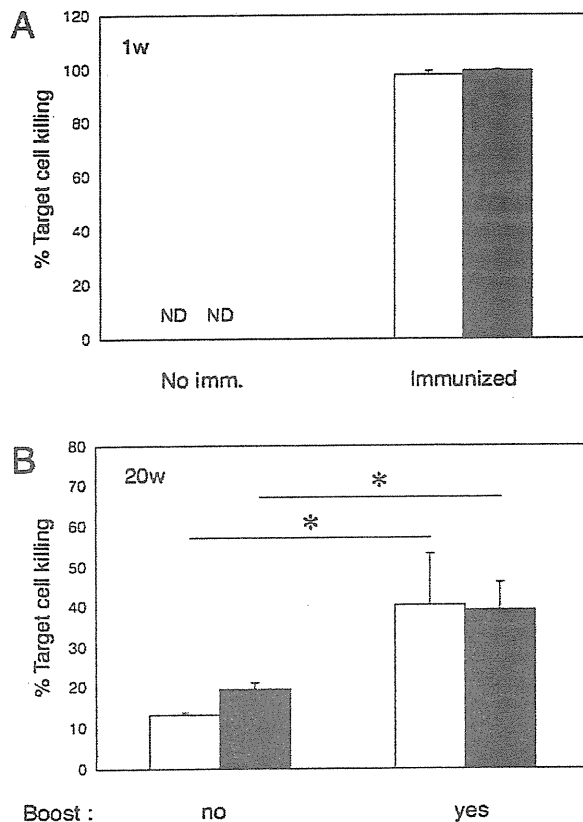 A
1w
% Target cell killing
120
100
80
60
40
20
0
ND ND
No imm. Immunized
B
20w
% Target cell killing
80
70
60
50
40
30
20
10
0
*
*
Boost : no yes